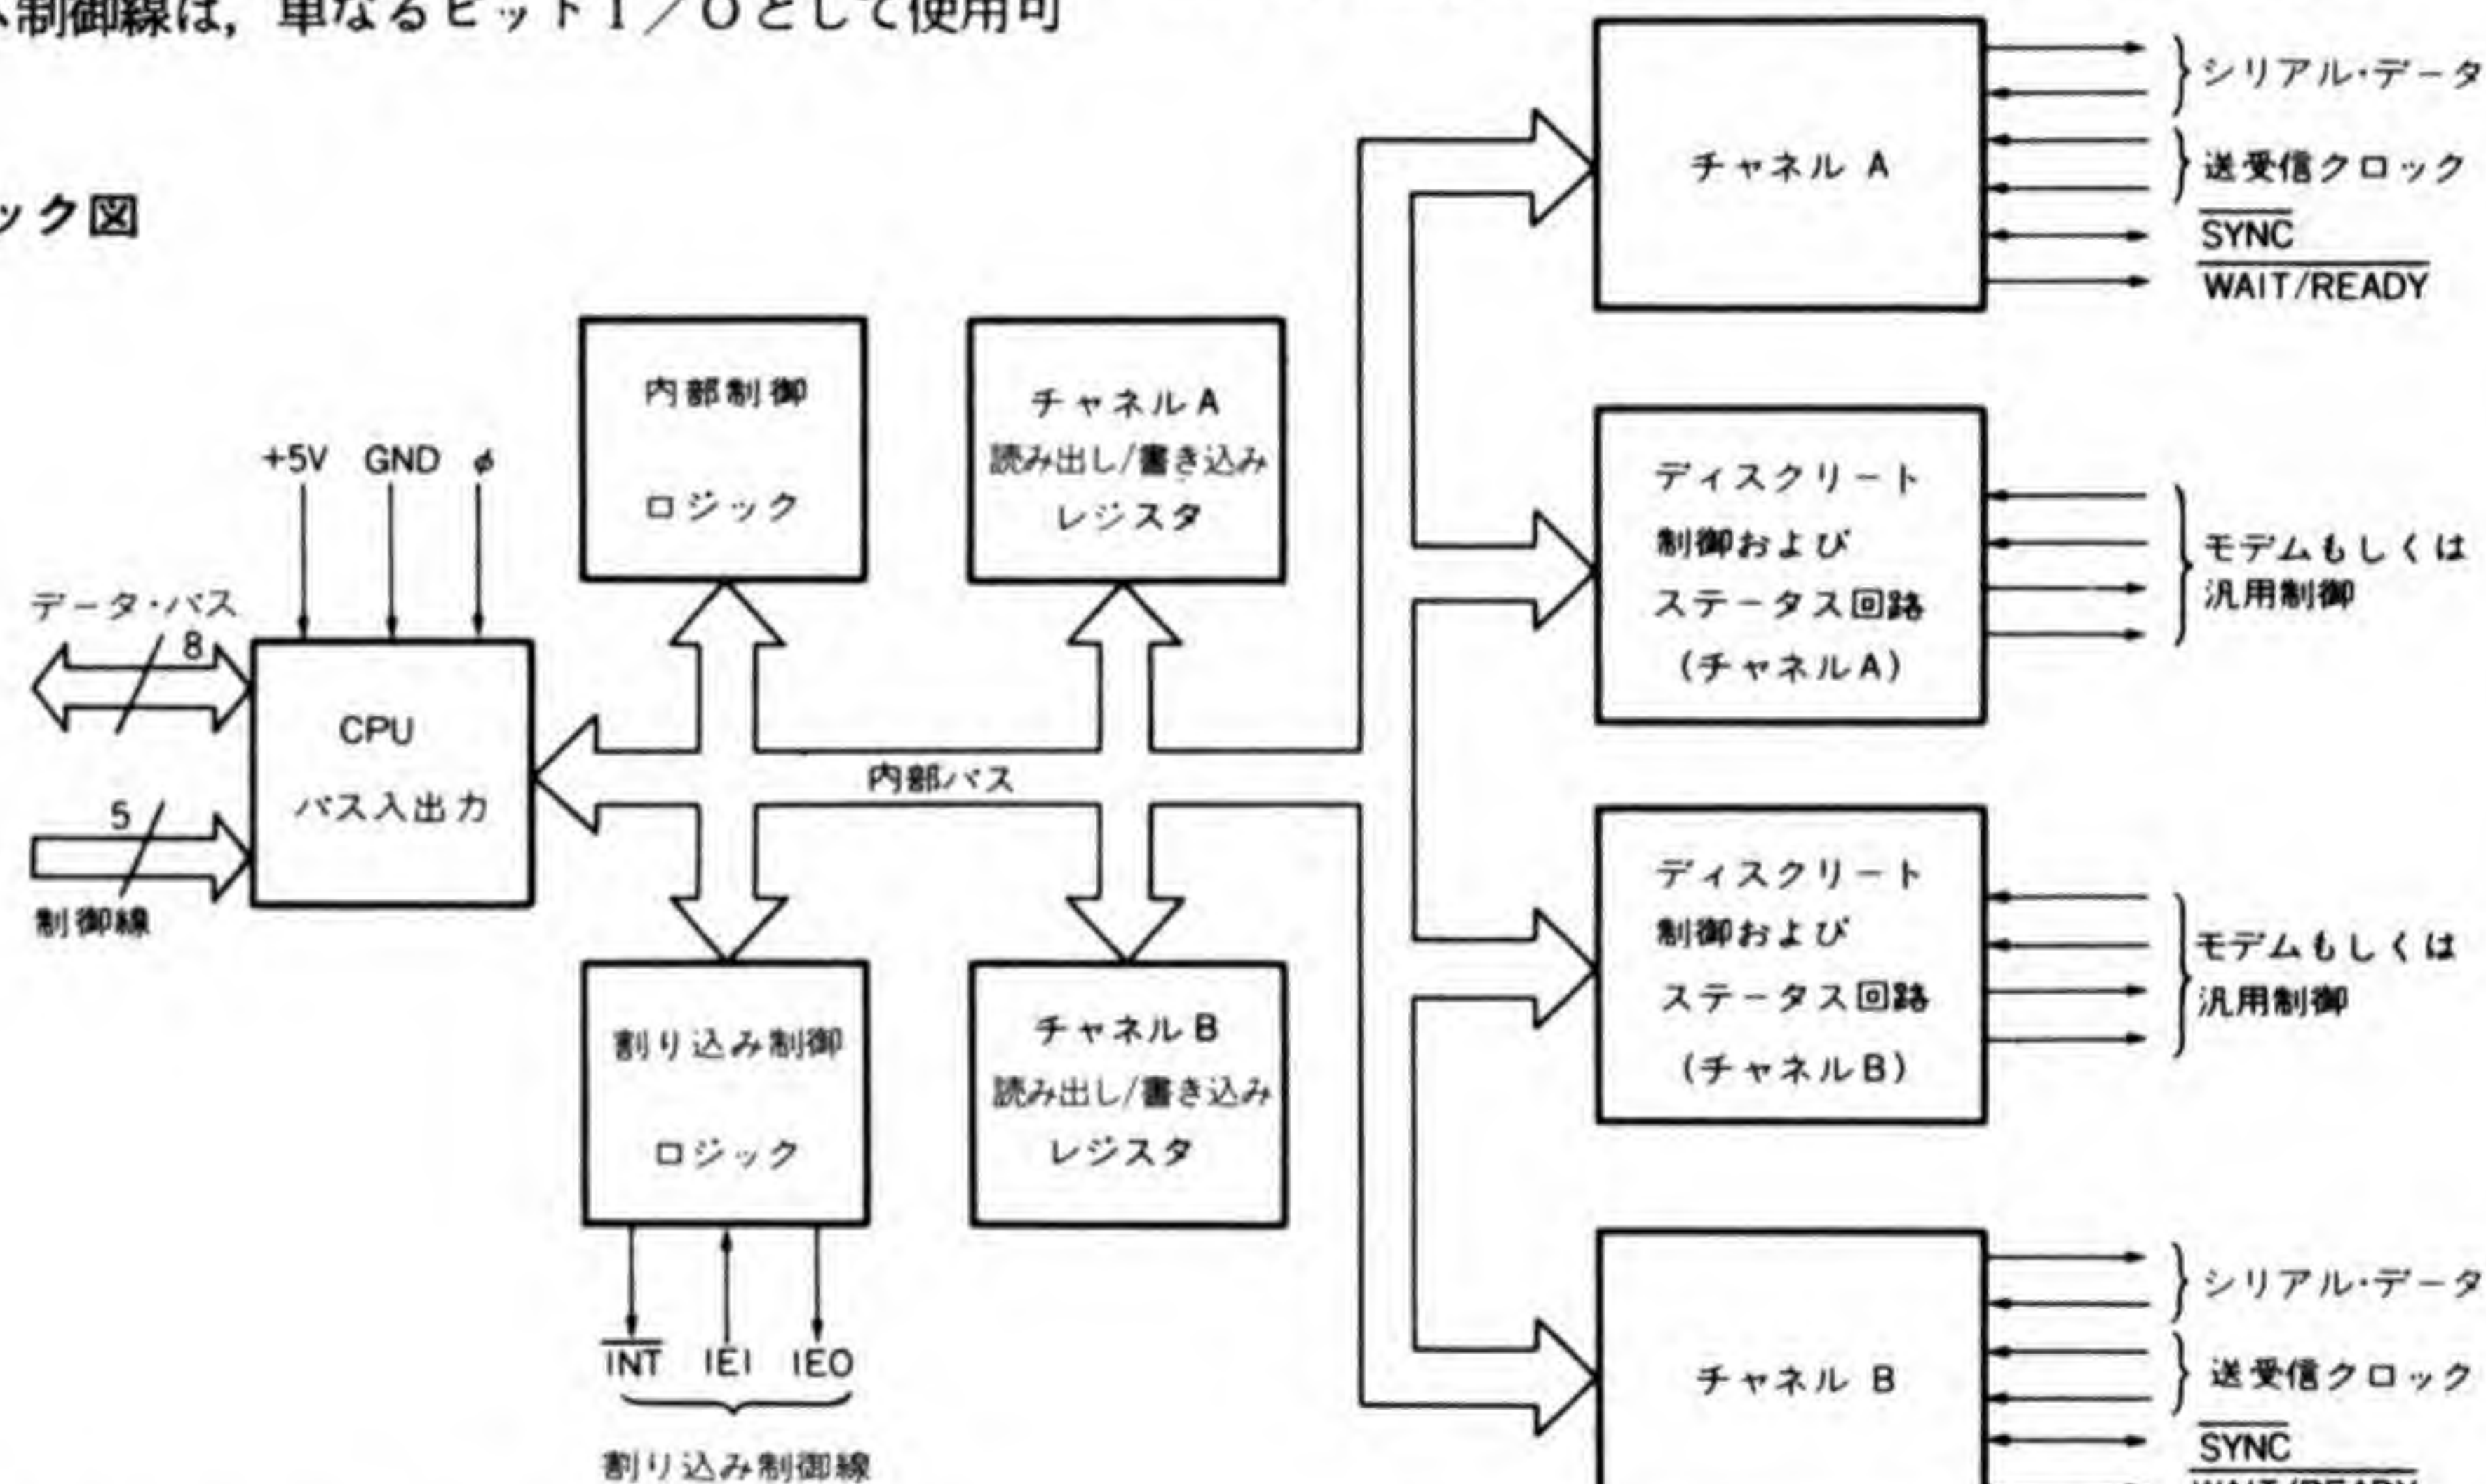 制御線は，単なるビットＩ／Ｏとして使用可
ック図
チャネル A
シリアル・データ
送受信クロック
SYNC
WAIT/READY
内部制御
ロジック
チャネルA
読み出し/書き込み
レジスタ
ディスクリート
制御および
ステータス回路
(チャネルA)
モデムもしくは
汎用制御
+5V GND φ
データ・バス
8
CPU
バス入出力
5
制御線
内部バス
割り込み制御
ロジック
INT IEI IEO
割り込み制御線
チャネルB
読み出し/書き込み
レジスタ
ディスクリート
制御および
ステータス回路
(チャネルB)
モデムもしくは
汎用制御
チャネル B
シリアル・データ
送受信クロック
SYNC
WAIT/READY